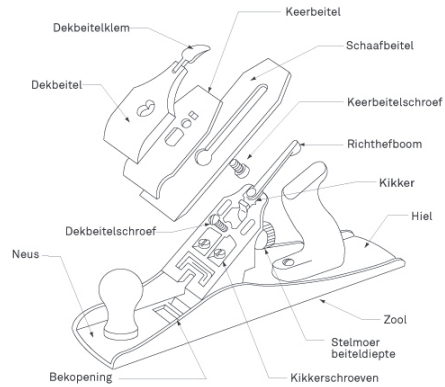 Keerbeitel
Dekbeitelklem
Schaafbeitel
Dekbeitel
Keerbeitelschroef
Richthefboom
Kikker
Hiel
Dekbeitelschroef
Neus
Zool
Stelmoer
beiteldiepte
Bekopening
Kikkerschroeven